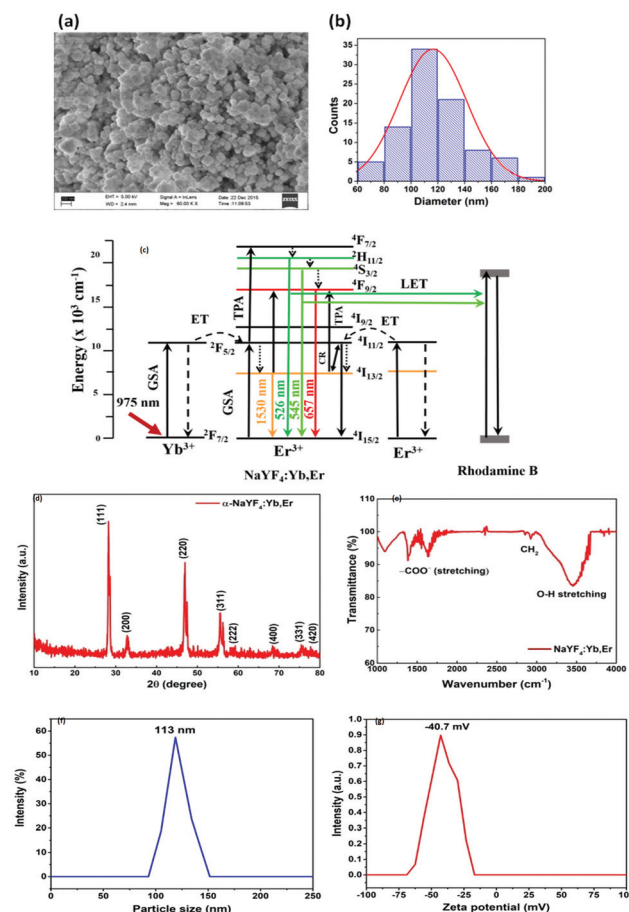 (a)
(b)
EHT = 5.00 kV
Signal A = InLens
Date: 22 Dec 2015
WD = 2.4 mm
Mag = 60.00 K X
ZEISS
Counts
35
30
25
20
15
10
5
0
60 80 100 120 140 160 180 200
Diameter (nm)
(c)
Energy (x 10³ cm⁻¹)
20
15
10
5
0
⁴F₇/₂
²H₁₁/₂
⁴S₃/₂
⁴F₉/₂
⁴I₉/₂
⁴I₁₁/₂
⁴I₁₃/₂
⁴I₁₅/₂
LET
TPA
TPA
ET
ET
²F₅/₂
²F₇/₂
CR
GSA
GSA
975 nm
1530 nm
526 nm
545 nm
657 nm
Yb³⁺
Er³⁺
Er³⁺
NaYF₄:Yb,Er
Rhodamine B
(d)
α-NaYF₄:Yb,Er
Intensity (a.u.)
(111)
(200)
(220)
(311)
(222)
(400)
(331)
(420)
10 20 30 40 50 60 70 80
2θ (degree)
(e)
Transmittance (%)
110
100
90
80
70
60
–COO⁻ (stretching)
CH₂
O-H stretching
NaYF₄:Yb,Er
1000 1500 2000 2500 3000 3500 4000
Wavenumber (cm⁻¹
(f)
113 nm
Intensity (%)
60
50
40
30
20
10
0
0 50 100 150 200 250
Particle size (nm)
(g)
-40.7 mV
Intensity (a.u.)
1.0
0.9
0.8
0.7
0.6
0.5
0.4
0.3
0.2
0.1
0.0
-100 -75 -50 -25 0 25 50 75 100
Zeta potential (mV)